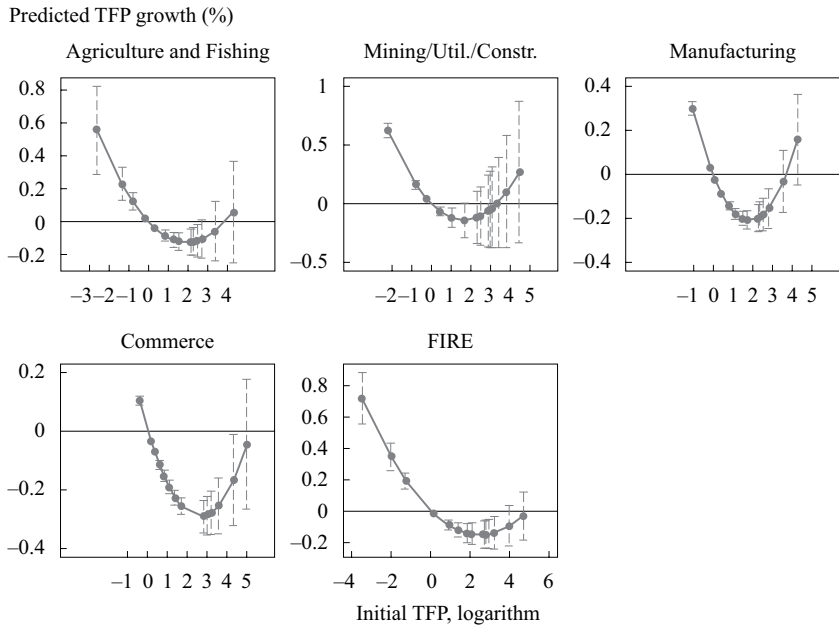 Predicted TFP growth (%)
Agriculture and Fishing
Mining/Util./Constr.
Manufacturing
0.8
0.6
0.4
0.2
0
–0.2
–3 –2 –1 0 1 2 3 4
1
0.5
0
–0.5
–2 –1 0 1 2 3 4 5
0.4
0.2
0
–0.2
–0.4
–1 0 1 2 3 4 5
Commerce
FIRE
0.2
0
–0.2
–0.4
–1 0 1 2 3 4 5
0.8
0.6
0.4
0.2
0
–0.2
–4 –2 0 2 4 6
Initial TFP, logarithm